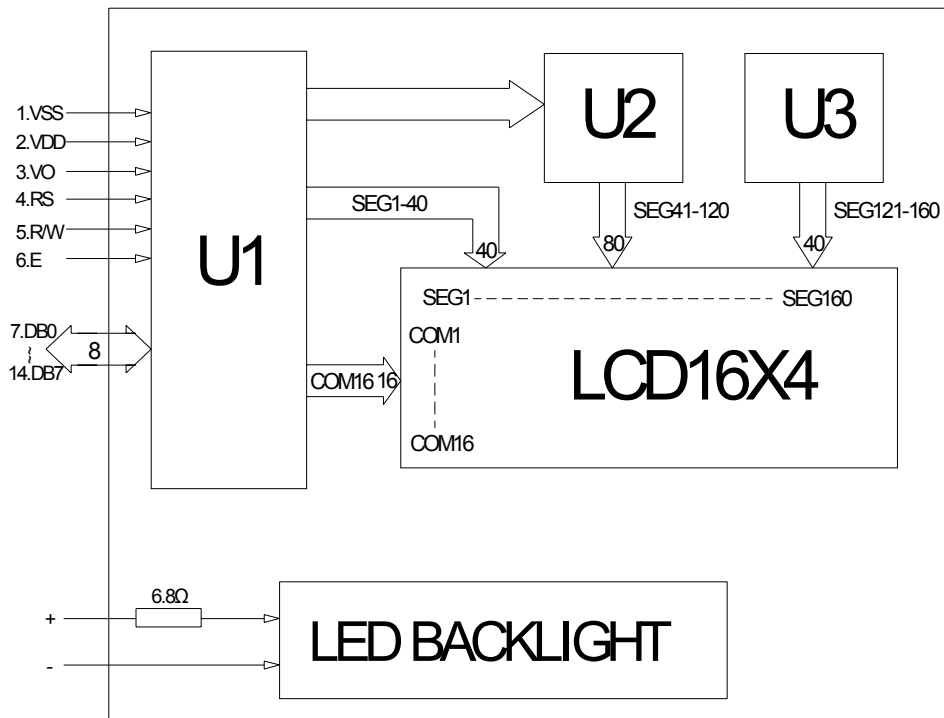 U2
U3
1.VSS
2.VDD
3.VO
4.RS
5.R/W
6.E
U1
SEG1-40
SEG41-120
SEG121-160
40
80
40
SEG1
SEG160
COM1
7.DB0
~
14.DB7
8
COM16 16
LCD16X4
COM16
6.8Ω
+
-
LED BACKLIGHT